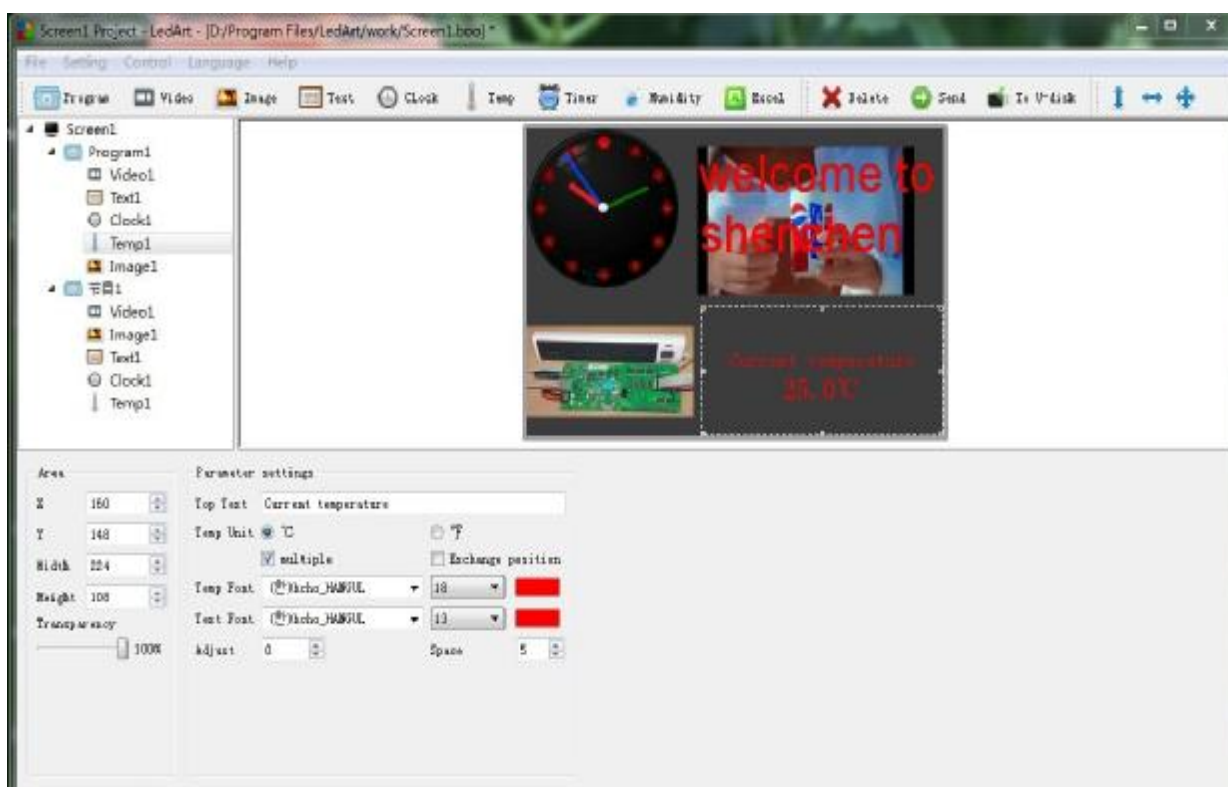 Screen1 Project - LedArt - [D:/Program Files/LedArt/work/Screen1.boo] *
File Setting Control Language Help
Program Video Image Text Clock Temp Timer Humidity Excel Delete Send To U-disk
Screen1
Program1
Video1
Text1
Clock1
Temp1
Image1
节目1
Video1
Image1
Text1
Clock1
Temp1
welcome to
shenzhen
Current temperature
25.0℃
Area
X 160
Y 148
Width 224
Height 108
Transparency
100%
Parameter settings
Top Text Current temperature
Temp Unit ℃ ℉
multiple Exchange position
Temp Font 18
Text Font 13
Adjust 0 Space 5